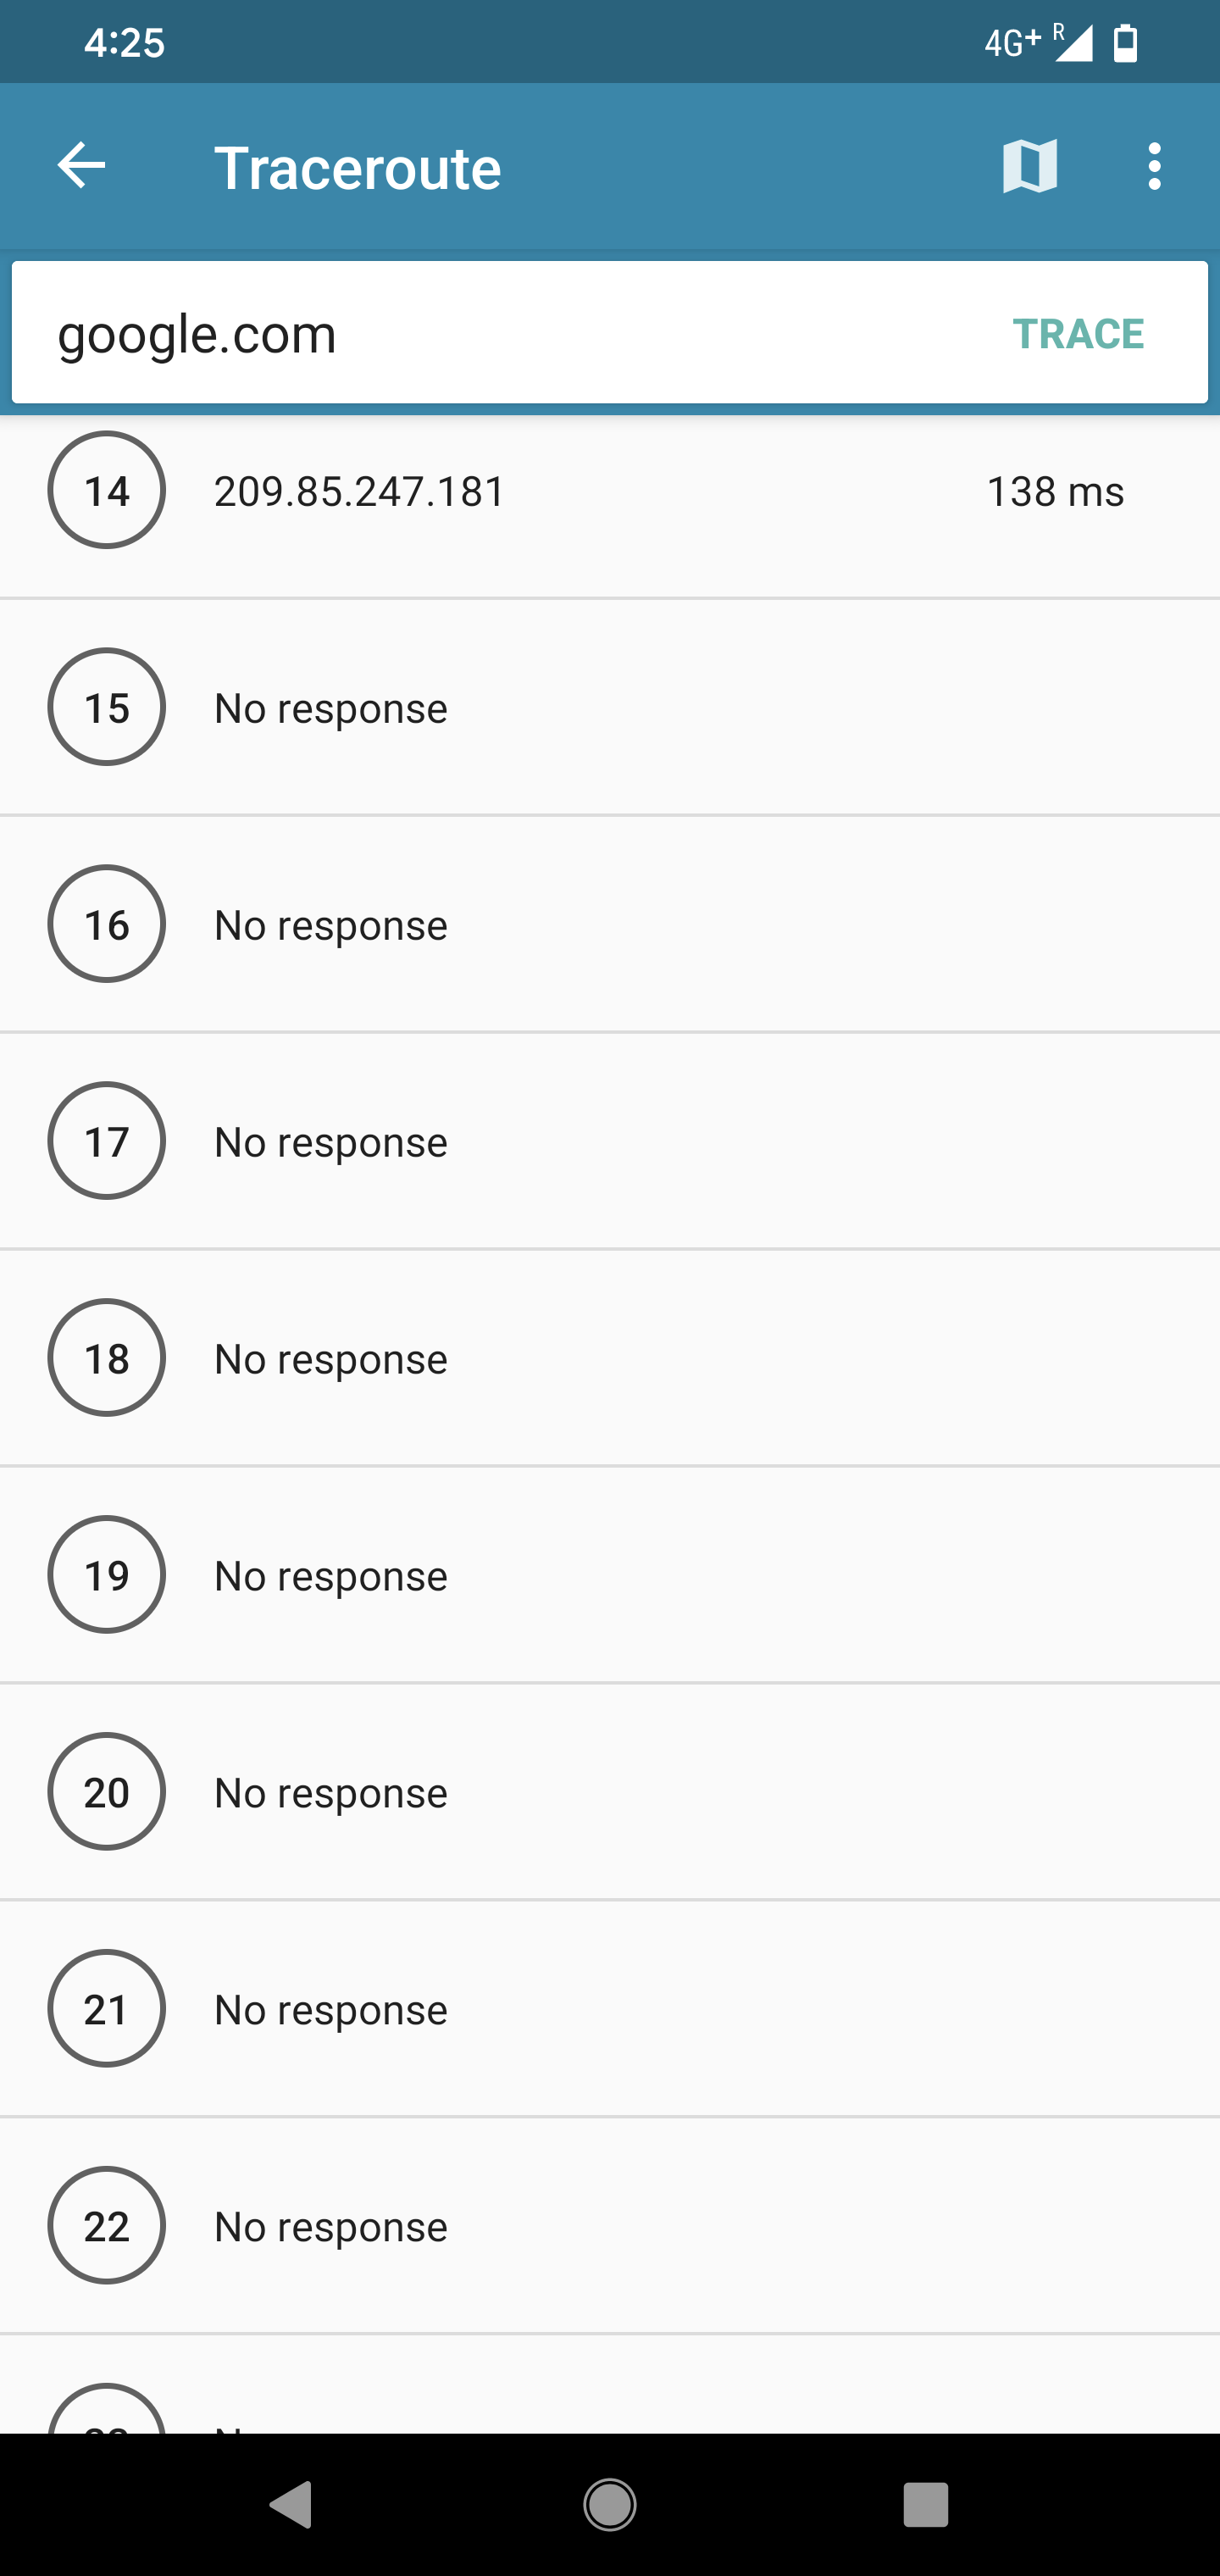 4:25
4G+ R
Traceroute
google.com
TRACE
14 209.85.247.181 138 ms
15 No response
16 No response
17 No response
18 No response
19 No response
20 No response
21 No response
22 No response